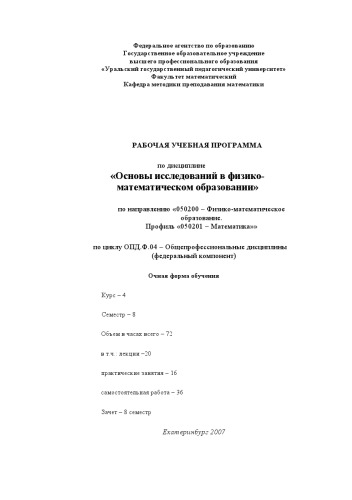 Федеральное агентство по образованию
Государственное образовательное учреждение
высшего профессионального образования
«Уральский государственный педагогический университет»
Факультет математический
Кафедра методики преподавания математики
РАБОЧАЯ УЧЕБНАЯ ПРОГРАММА
по дисциплине
«Основы исследований в физико-
математическом образовании»
по направлению «050200 – Физико-математическое
образование.
Профиль «050201 – Математика»»
по циклу ОПД.Ф.04 – Общепрофессиональные дисциплины
(федеральный компонент)
Очная форма обучения
Курс – 4
Семестр – 8
Объем в часах всего – 72
в т.ч.: лекции –20
практические занятия – 16
самостоятельная работа – 36
Зачет – 8 семестр
Екатеринбург 2007